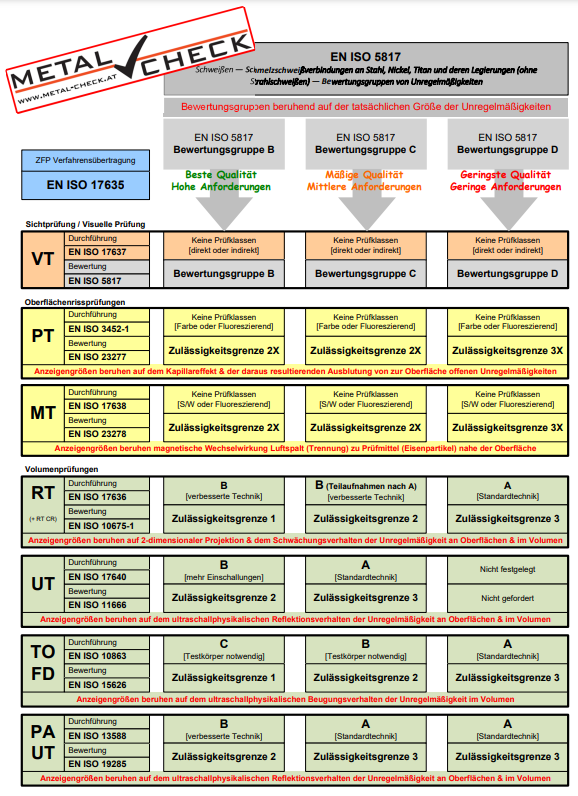 METAL CHECK
WWW.METAL-CHECK.AT
EN ISO 5817
Schweißen — Schmelzschweißverbindungen an Stahl, Nickel, Titan und deren Legierungen (ohne
Strahlschweißen) — Bewertungsgruppen von Unregelmäßigkeiten
Bewertungsgruppen beruhend auf der tatsächlichen Größe der Unregelmäßigkeiten
EN ISO 5817
Bewertungsgruppe B
EN ISO 5817
Bewertungsgruppe C
EN ISO 5817
Bewertungsgruppe D
ZFP Verfahrensübertragung
EN ISO 17635
Beste Qualität
Hohe Anforderungen
Mäßige Qualität
Mittlere Anforderungen
Geringste Qualität
Geringe Anforderungen
Sichtprüfung / Visuelle Prüfung
VT
Durchführung
EN ISO 17637
Bewertung
EN ISO 5817
Keine Prüfklassen
[direkt oder indirekt]
Bewertungsgruppe B
Keine Prüfklassen
[direkt oder indirekt]
Bewertungsgruppe C
Keine Prüfklassen
[direkt oder indirekt]
Bewertungsgruppe D
Oberflächenrissprüfungen
PT
Durchführung
EN ISO 3452-1
Bewertung
EN ISO 23277
Keine Prüfklassen
[Farbe oder Fluoreszierend]
Zulässigkeitsgrenze 2X
Keine Prüfklassen
[Farbe oder Fluoreszierend]
Zulässigkeitsgrenze 2X
Keine Prüfklassen
[Farbe oder Fluoreszierend]
Zulässigkeitsgrenze 3X
Anzeigengrößen beruhen auf dem Kapillareffekt & der daraus resultierenden Ausblutung von zur Oberfläche offenen Unregelmäßigkeiten
MT
Durchführung
EN ISO 17638
Bewertung
EN ISO 23278
Keine Prüfklassen
[S/W oder Fluoreszierend]
Zulässigkeitsgrenze 2X
Keine Prüfklassen
[S/W oder Fluoreszierend]
Zulässigkeitsgrenze 2X
Keine Prüfklassen
[S/W oder Fluoreszierend]
Zulässigkeitsgrenze 3X
Anzeigengrößen beruhen magnetische Wechselwirkung Luftspalt (Trennung) zu Prüfmittel (Eisenpartikel) nahe der Oberfläche
Volumenprüfungen
RT
(+ RT CR)
Durchführung
EN ISO 17636
Bewertung
EN ISO 10675-1
B
[verbesserte Technik]
Zulässigkeitsgrenze 1
B (Teilaufnahmen nach A)
[verbesserte Technik]
Zulässigkeitsgrenze 2
A
[Standardtechnik]
Zulässigkeitsgrenze 3
Anzeigengrößen beruhen auf 2-dimensionaler Projektion & dem Schwächungsverhalten der Unregelmäßigkeit an Oberflächen & im Volumen
UT
Durchführung
EN ISO 17640
Bewertung
EN ISO 11666
B
[mehr Einschallungen]
Zulässigkeitsgrenze 2
A
[Standardtechnik]
Zulässigkeitsgrenze 3
Nicht festgelegt
Nicht gefordert
Anzeigengrößen beruhen auf dem ultraschallphysikalischen Reflektionsverhalten der Unregelmäßigkeit an Oberflächen & im Volumen
TO
FD
Durchführung
EN ISO 10863
Bewertung
EN ISO 15626
C
[Testkörper notwendig]
Zulässigkeitsgrenze 1
B
[Testkörper notwendig]
Zulässigkeitsgrenze 2
A
[Standardtechnik]
Zulässigkeitsgrenze 3
Anzeigengrößen beruhen auf dem ultraschallphysikalischen Beugungsverhalten der Unregelmäßigkeit im Volumen
PA
UT
Durchführung
EN ISO 13588
Bewertung
EN ISO 19285
B
[verbesserte Technik]
Zulässigkeitsgrenze 2
A
[Standardtechnik]
Zulässigkeitsgrenze 3
A
[Standardtechnik]
Zulässigkeitsgrenze 3
Anzeigengrößen beruhen auf dem ultraschallphysikalischen Reflektionsverhalten der Unregelmäßigkeit an Oberflächen & im Volumen